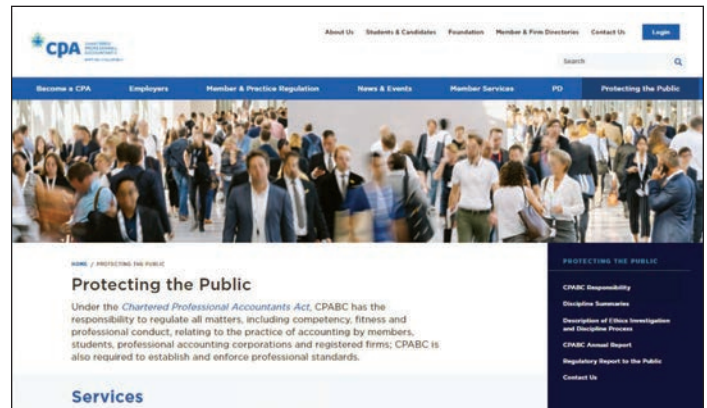 About Us Students & Candidates Foundation Member & Firm Directories Contact Us Login
CPA CHARTERED
PROFESSIONAL
ACCOUNTANTS
BRITISH COLUMBIA
Search
Become a CPA Employers Member & Practice Regulation News & Events Member Services PD Protecting the Public
HOME / PROTECTING THE PUBLIC
Protecting the Public
Under the Chartered Professional Accountants Act, CPABC has the
responsibility to regulate all matters, including competency, fitness and
professional conduct, relating to the practice of accounting by members,
students, professional accounting corporations and registered firms; CPABC is
also required to establish and enforce professional standards.
Services
PROTECTING THE PUBLIC
CPABC Responsibility
Discipline Summaries
Description of Ethics Investigation
and Discipline Process
CPABC Annual Report
Regulatory Report to the Public
Contact Us